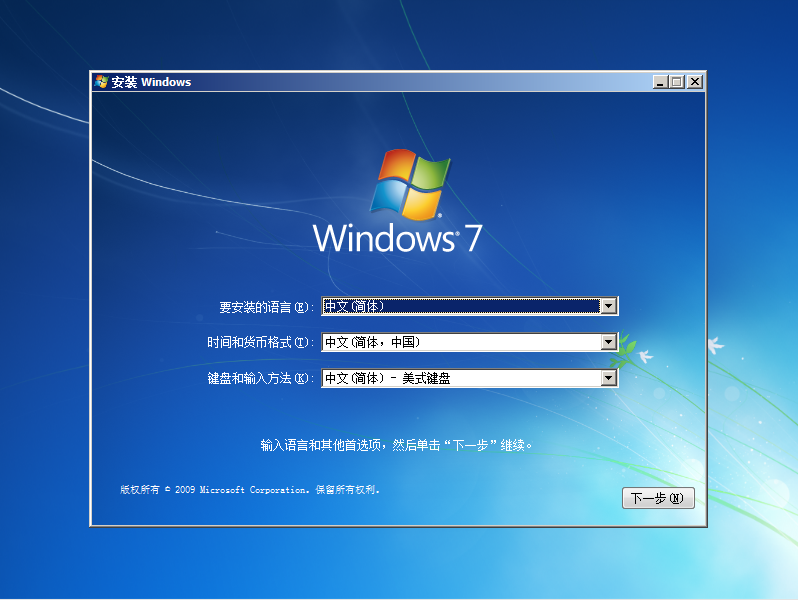 安装 Windows
Windows® 7
要安装的语言(E):
中文(简体)
时间和货币格式(T):
中文(简体，中国)
键盘和输入方法(K):
中文(简体) - 美式键盘
输入语言和其他首选项，然后单击“下一步”继续。
版权所有 © 2009 Microsoft Corporation。保留所有权利。
下一步(N)